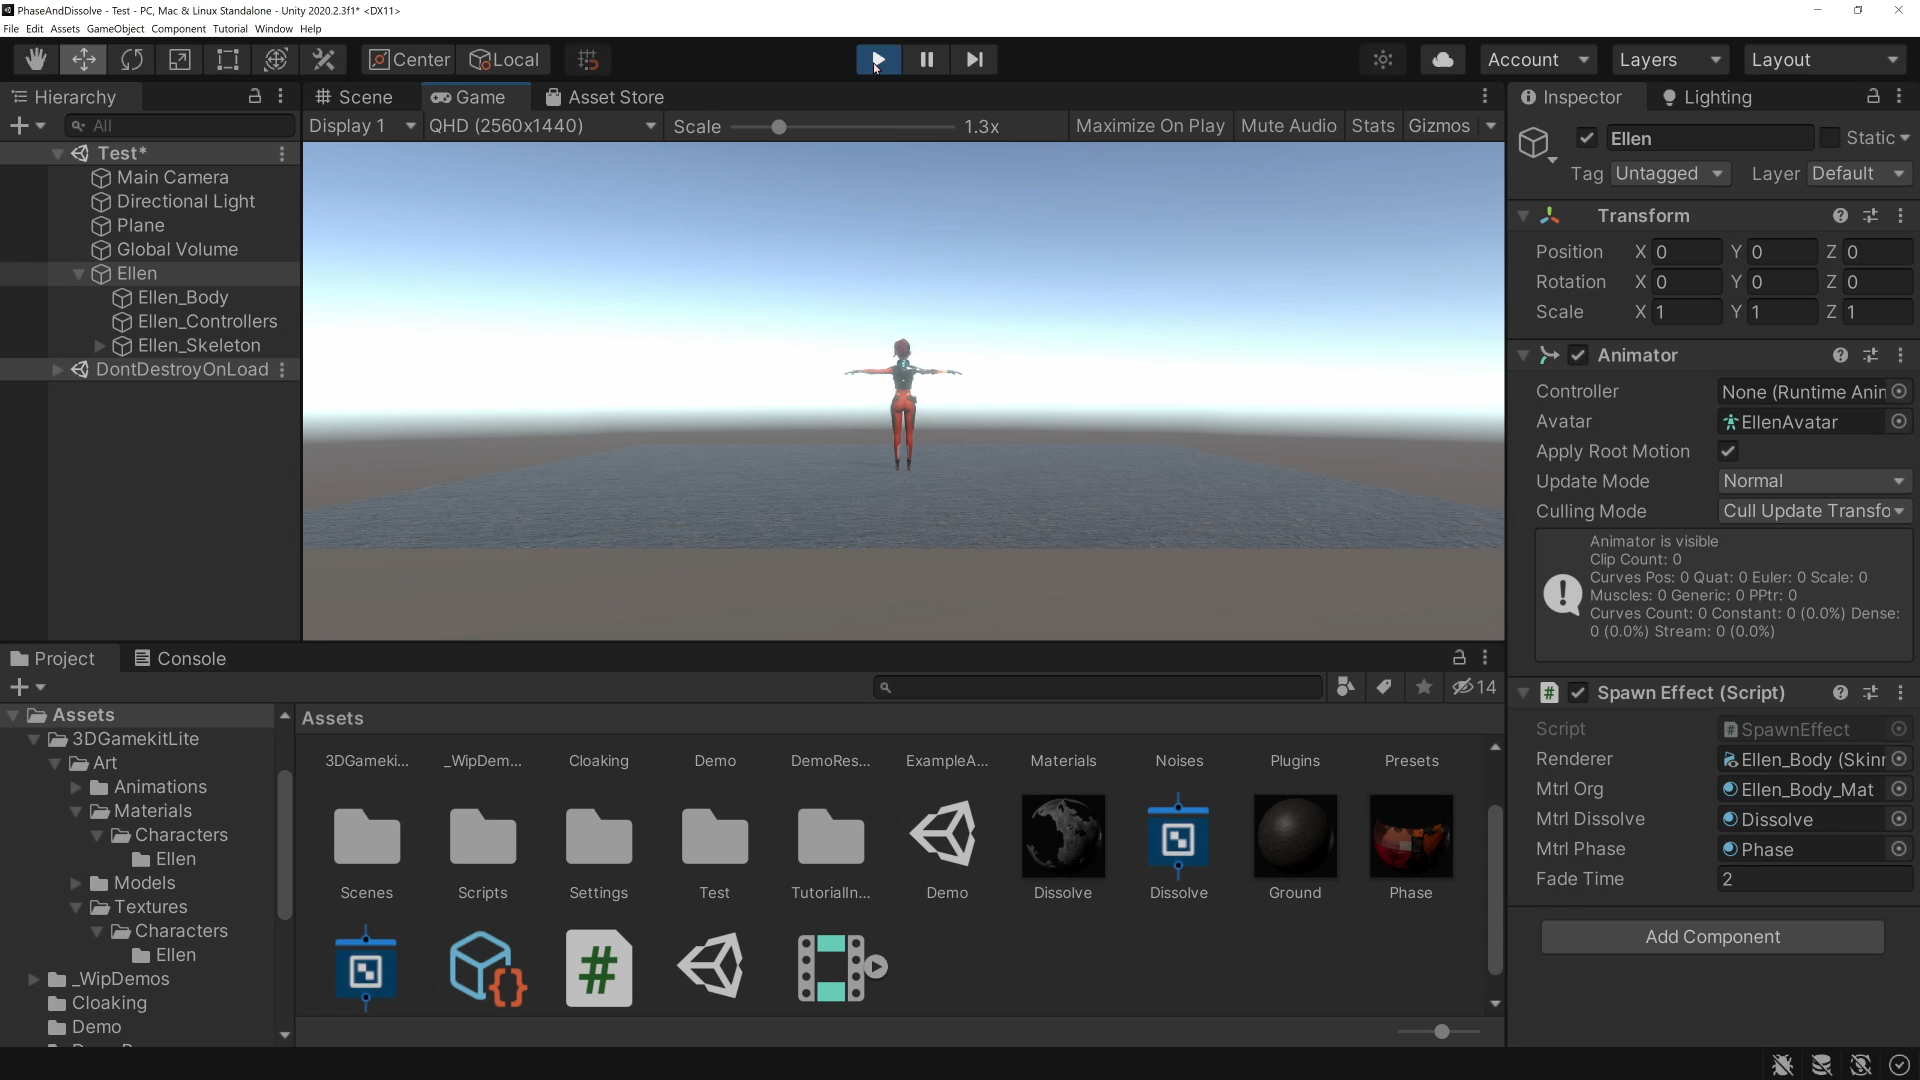 PhaseAndDissolve - Test - PC, Mac & Linux Standalone - Unity 2020.2.3f1* <DX11>
File Edit Assets GameObject Component Tutorial Window Help
Center Local Account Layers Layout
Hierarchy
All
Test*
Main Camera
Directional Light
Plane
Global Volume
Ellen
Ellen_Body
Ellen_Controllers
Ellen_Skeleton
DontDestroyOnLoad
Scene Game Asset Store
Display 1 QHD (2560x1440) Scale 1.3x Maximize On Play Mute Audio Stats Gizmos
Inspector Lighting
Ellen Static
Tag Untagged Layer Default
Transform
Position X 0 Y 0 Z 0
Rotation X 0 Y 0 Z 0
Scale X 1 Y 1 Z 1
Animator
Controller None (Runtime Anir
Avatar EllenAvatar
Apply Root Motion
Update Mode Normal
Culling Mode Cull Update Transfo
Animator is visible
Clip Count: 0
Curves Pos: 0 Quat: 0 Euler: 0 Scale: 0
Muscles: 0 Generic: 0 PPtr: 0
Curves Count: 0 Constant: 0 (0.0%) Dense:
0 (0.0%) Stream: 0 (0.0%)
# Spawn Effect (Script)
Script # SpawnEffect
Renderer Ellen_Body (Skinr
Mtrl Org Ellen_Body_Mat
Mtrl Dissolve Dissolve
Mtrl Phase Phase
Fade Time 2
Add Component
Project Console
14
Assets
3DGamekitLite
Art
Animations
Materials
Characters
Ellen
Models
Textures
Characters
Ellen
_WipDemos
Cloaking
Demo
Assets
3DGameki... _WipDem... Cloaking Demo DemoRes... ExampleA... Materials Noises Plugins Presets
Scenes Scripts Settings Test TutorialIn... Demo Dissolve Dissolve Ground Phase
{} #